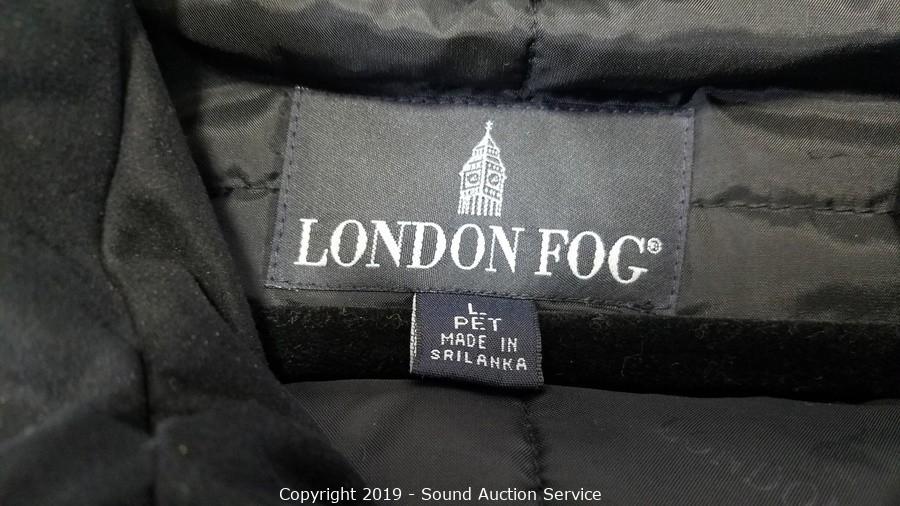 LONDON FOG®
L
PET
MADE IN
SRILANKA
Copyright 2019 - Sound Auction Service